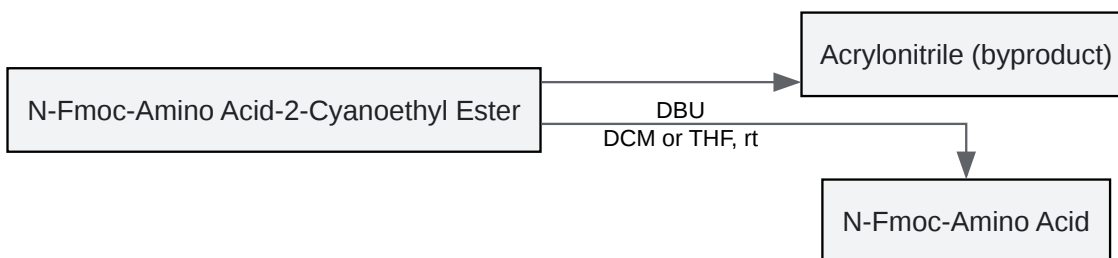 Acrylonitrile (byproduct)
N-Fmoc-Amino Acid-2-Cyanoethyl Ester
DBU
DCM or THF, rt
N-Fmoc-Amino Acid